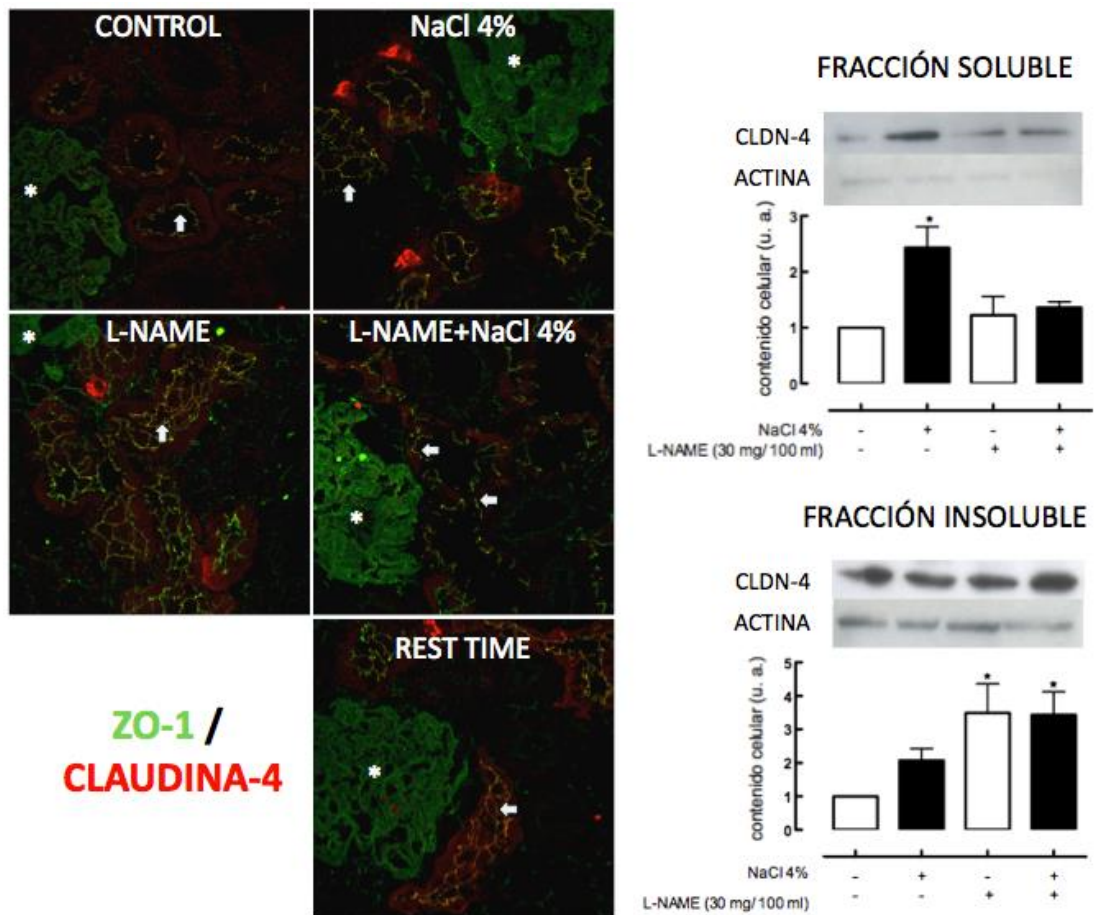 CONTROL
NaCl 4%
*
*
L-NAME
L-NAME+NaCl 4%
*
*
REST TIME
*
ZO-1 /
CLAUDINA-4
FRACCIÓN SOLUBLE
CLDN-4
ACTINA
contenido celular (u. a.)
3
2
1
0
*
NaCl 4% - + - +
L-NAME (30 mg/ 100 ml) - - + +
FRACCIÓN INSOLUBLE
CLDN-4
ACTINA
contenido celular (u. a.)
5
4
3
2
1
0
* *
NaCl 4% - + - +
L-NAME (30 mg/ 100 ml) - - + +